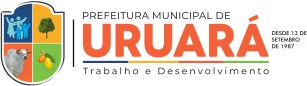 PREFEITURA MUNICIPAL DE
URUARÁ
DESDE 13 DE
SETEMBRO
DE 1987
Trabalho e Desenvolvimento